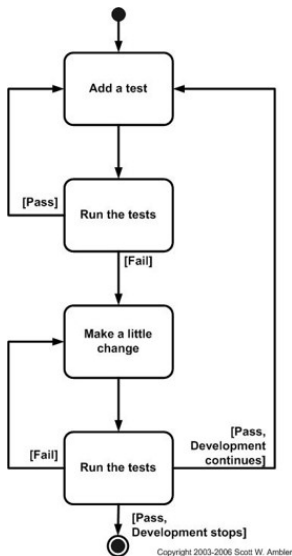 Add a test
[Pass]
Run the tests
[Fail]
Make a little
change
[Fail]
Run the tests
[Pass,
Development
continues]
[Pass,
Development stops]
Copyright 2003-2006 Scott W. Ambler